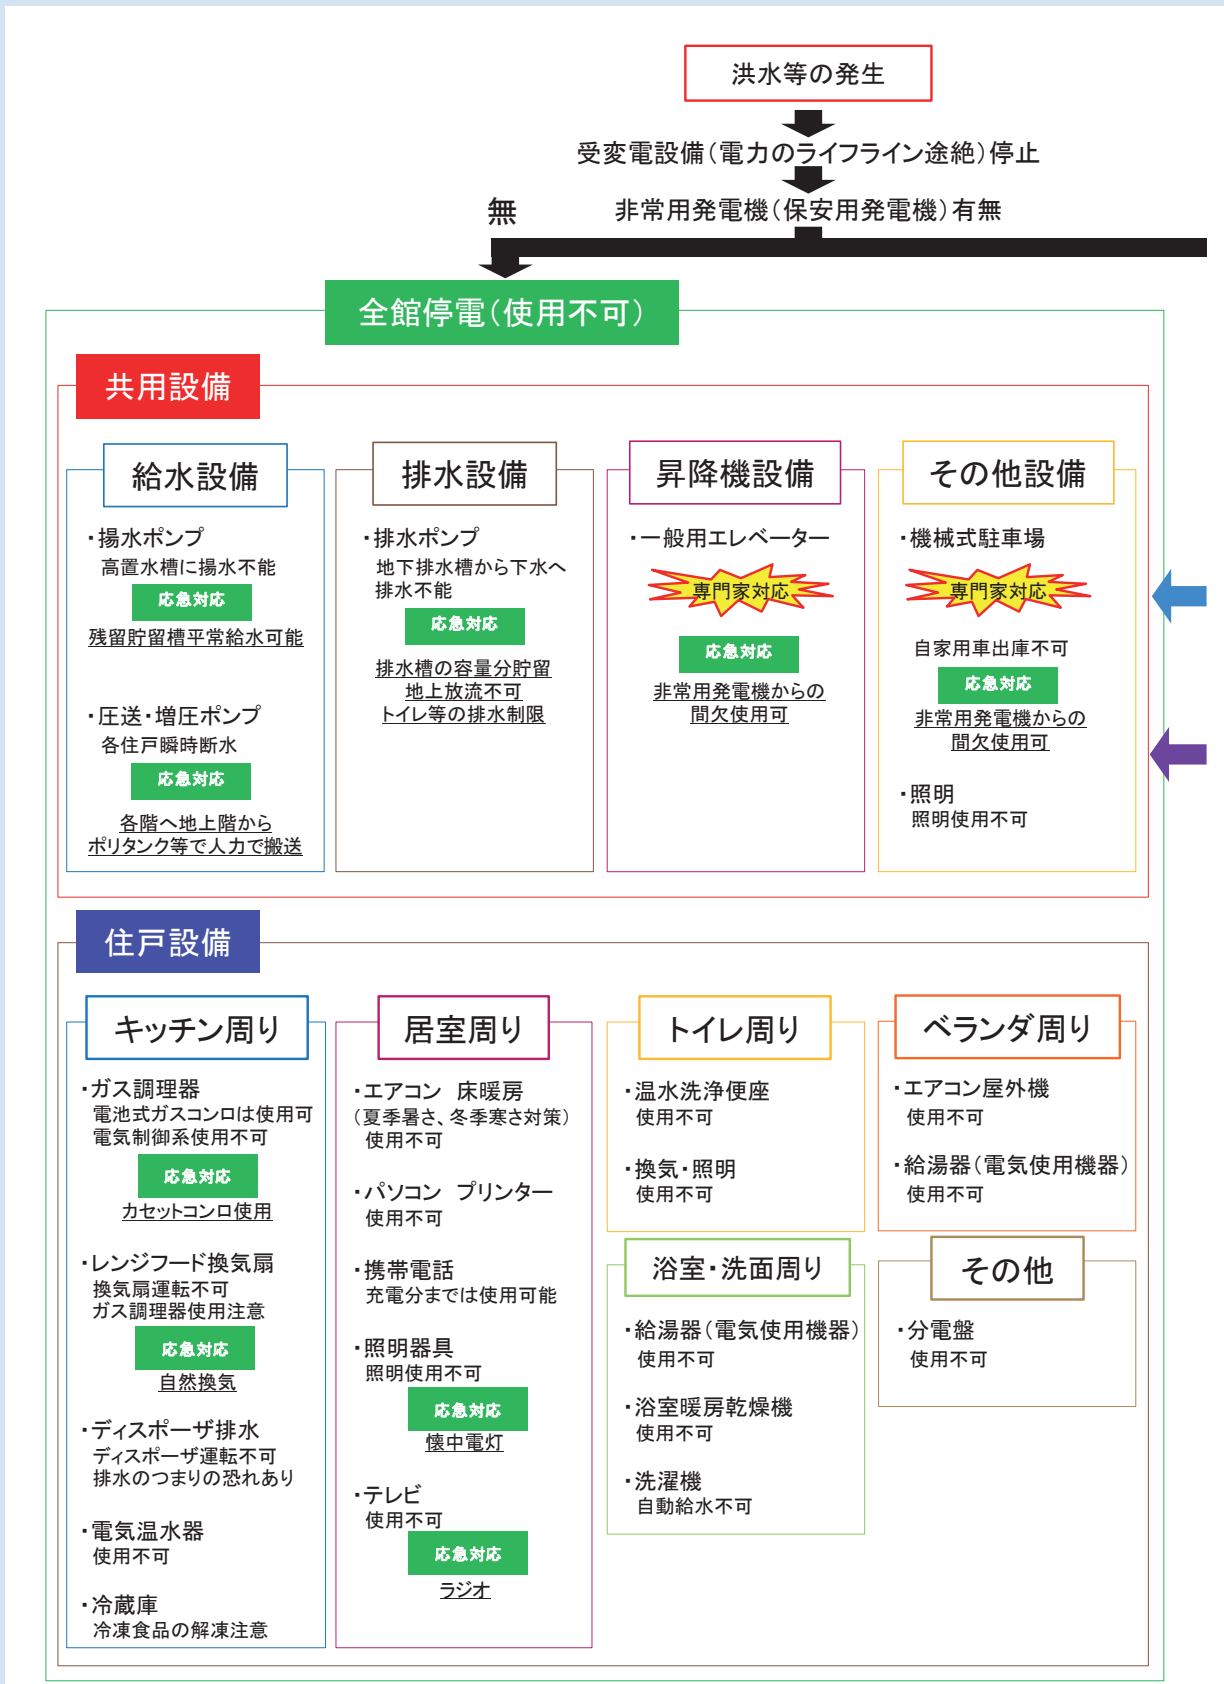 洪水等の発生
受変電設備(電力のライフライン途絶)停止
非常用発電機(保安用発電機)有無
無
全館停電(使用不可)
共用設備
給水設備
・揚水ポンプ
高置水槽に揚水不能
応急対応
残留貯留槽平常給水可能
・圧送・増圧ポンプ
各住戸瞬時断水
応急対応
各階へ地上階から
ポリタンク等で人力で搬送
排水設備
・排水ポンプ
地下排水槽から下水へ
排水不能
応急対応
排水槽の容量分貯留
地上放流不可
トイレ等の排水制限
昇降機設備
・一般用エレベーター
専門家対応
応急対応
非常用発電機からの
間欠使用可
その他設備
・機械式駐車場
専門家対応
自家用車出庫不可
応急対応
非常用発電機からの
間欠使用可
・照明
照明使用不可
住戸設備
キッチン周り
・ガス調理器
電池式ガスコンロは使用可
電気制御系使用不可
応急対応
カセットコンロ使用
・レンジフード換気扇
換気扇運転不可
ガス調理器使用注意
応急対応
自然換気
・ディスポーザ排水
ディスポーザ運転不可
排水のつまりの恐れあり
・電気温水器
使用不可
・冷蔵庫
冷凍食品の解凍注意
居室周り
・エアコン 床暖房
(夏季暑さ、冬季寒さ対策)
使用不可
・パソコン プリンター
使用不可
・携帯電話
充電分までは使用可能
・照明器具
照明使用不可
応急対応
懐中電灯
・テレビ
使用不可
応急対応
ラジオ
トイレ周り
・温水洗浄便座
使用不可
・換気・照明
使用不可
浴室・洗面周り
・給湯器(電気使用機器)
使用不可
・浴室暖房乾燥機
使用不可
・洗濯機
自動給水不可
ベランダ周り
・エアコン屋外機
使用不可
・給湯器(電気使用機器)
使用不可
その他
・分電盤
使用不可